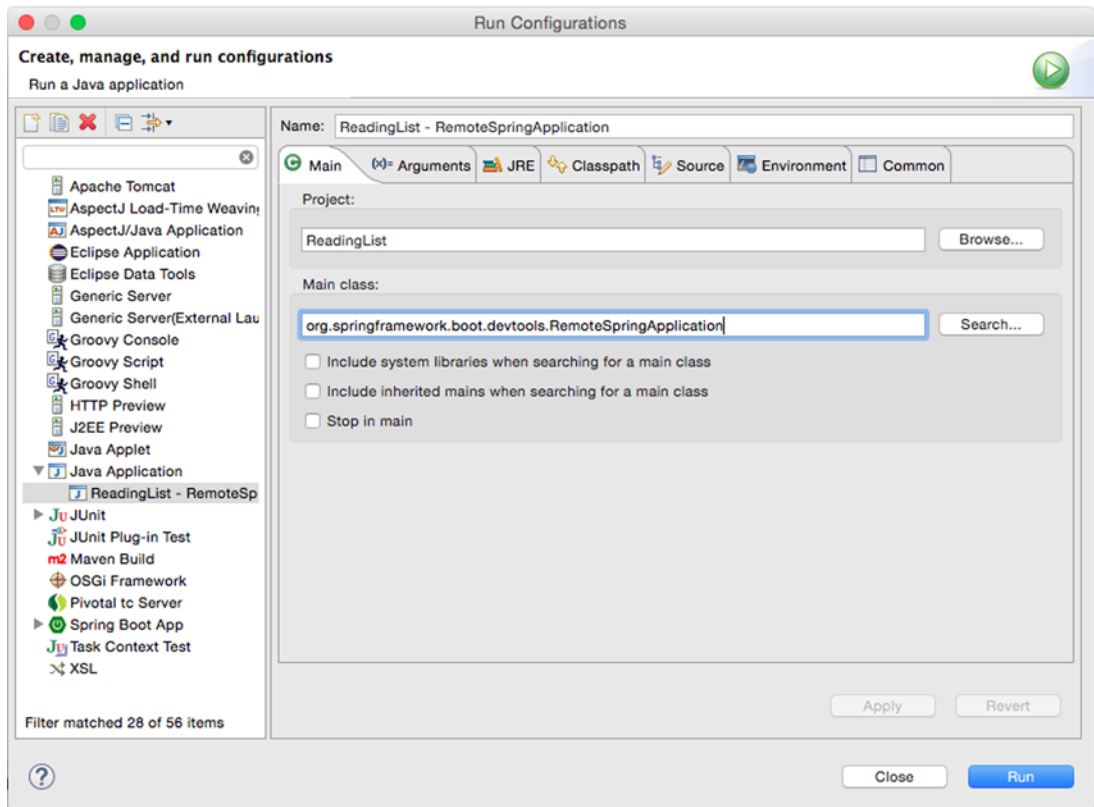 Run Configurations
Create, manage, and run configurations
Run a Java application
Name: ReadingList - RemoteSpringApplication
Main (x)= Arguments JRE Classpath Source Environment Common
Project:
ReadingList Browse...
Main class:
org.springframework.boot.devtools.RemoteSpringApplication Search...
Include system libraries when searching for a main class
Include inherited mains when searching for a main class
Stop in main
Apache Tomcat
LTW AspectJ Load-Time Weaving
AJ AspectJ/Java Application
Eclipse Application
Eclipse Data Tools
Generic Server
Generic Server(External Lau
Groovy Console
Groovy Script
Groovy Shell
HTTP Preview
J2EE Preview
Java Applet
J Java Application
J ReadingList - RemoteSp
Ju JUnit
Ju JUnit Plug-in Test
m2 Maven Build
OSGi Framework
Pivotal tc Server
Spring Boot App
Ju Task Context Test
XSL
Filter matched 28 of 56 items
Apply Revert
? Close Run